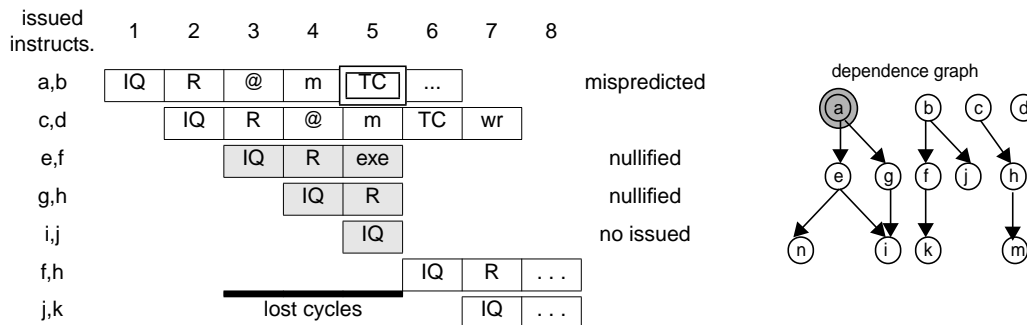 issued
instructs.
1 2 3 4 5 6 7 8
a,b IQ R @ m TC ... mispredicted
c,d IQ R @ m TC wr
e,f IQ R exe nullified
g,h IQ R nullified
i,j IQ no issued
f,h IQ R . . .
j,k lost cycles IQ . . .
dependence graph
a b c d
e g f j h
n i k m